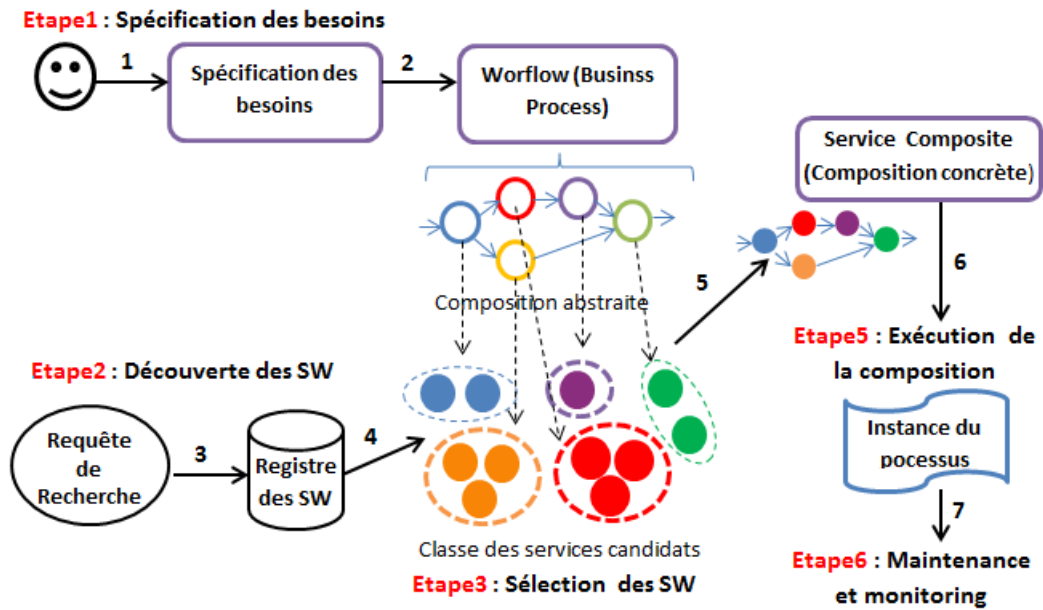 Etape1 : Spécification des besoins
1
Spécification des
besoins
2
Worflow (Businss
Process)
Service Composite
(Composition concrète)
Composition abstraite
5
6
Etape2 : Découverte des SW
Requête
de
Recherche
3
Registre
des SW
4
Classe des services candidats
Etape3 : Sélection des SW
Etape5 : Exécution de
la composition
Instance du
pocessus
7
Etape6 : Maintenance
et monitoring